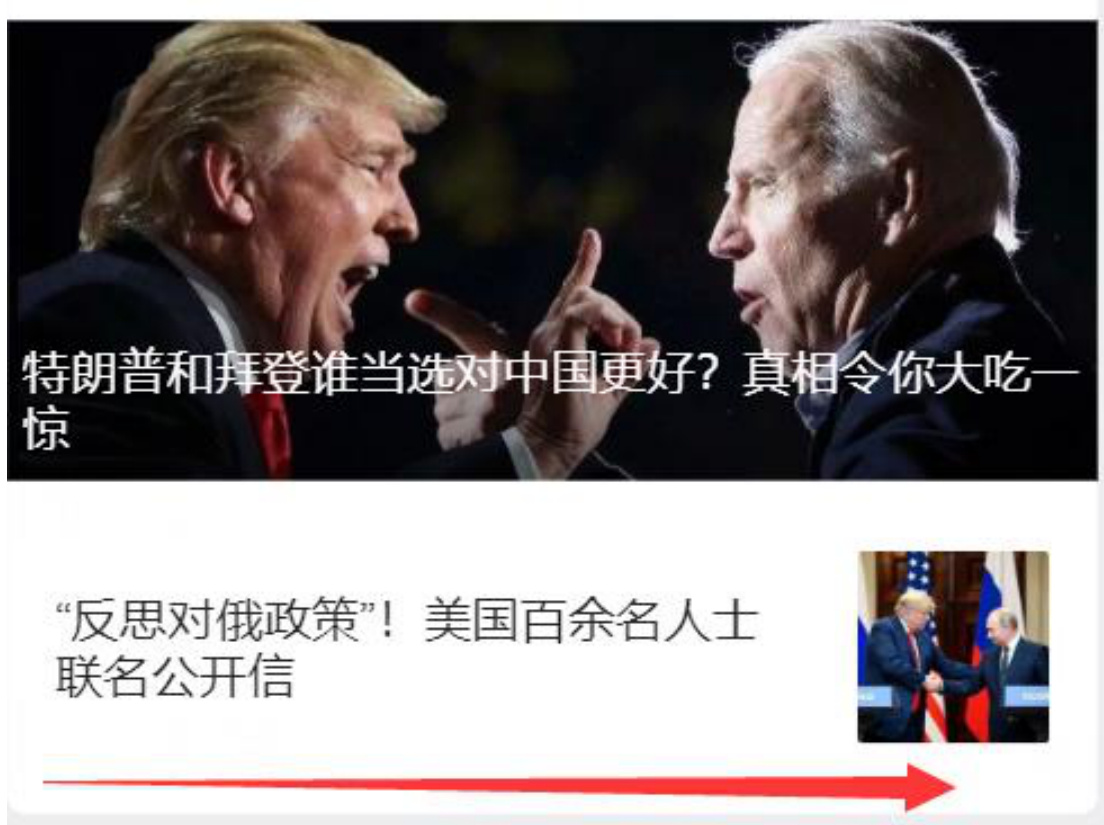 特朗普和拜登谁当选对中国更好？真相令你大吃一
惊
“反思对俄政策”！美国百余名人士
联名公开信